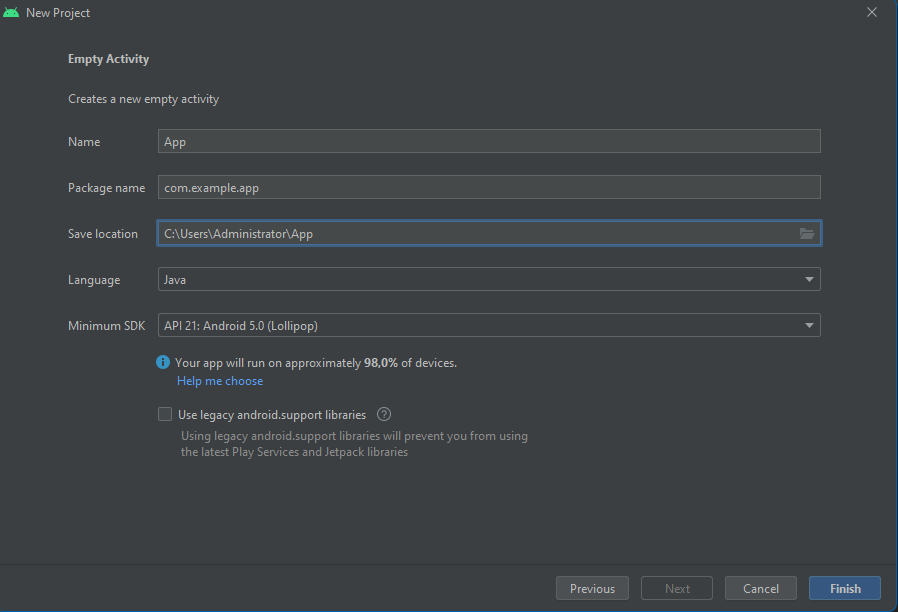 New Project
Empty Activity
Creates a new empty activity
Name App
Package name com.example.app
Save location C:\Users\Administrator\App
Language Java
Minimum SDK API 21: Android 5.0 (Lollipop)
Your app will run on approximately 98,0% of devices.
Help me choose
Use legacy android.support libraries ?
Using legacy android.support libraries will prevent you from using
the latest Play Services and Jetpack libraries
Previous Next Cancel Finish